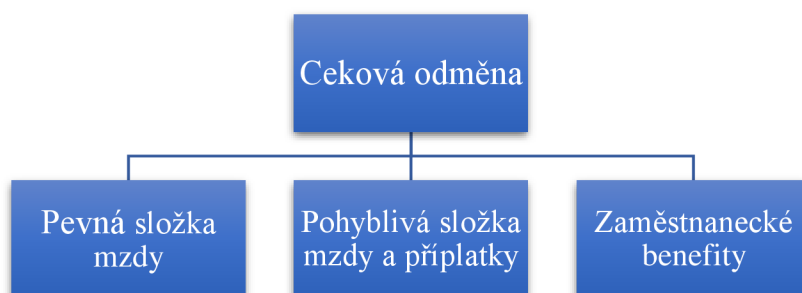 Ceková odměna
Pevná složka
mzdy
Pohyblivá složka
mzdy a příplatky
Zaměstnanecké
benefity